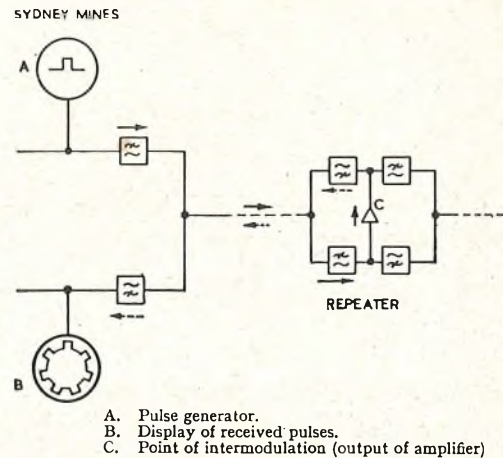 SYDNEY MINES
A
C
REPEATER
B
A. Pulse generator.
B. Display of received pulses.
C. Point of intermodulation (output of amplifier)